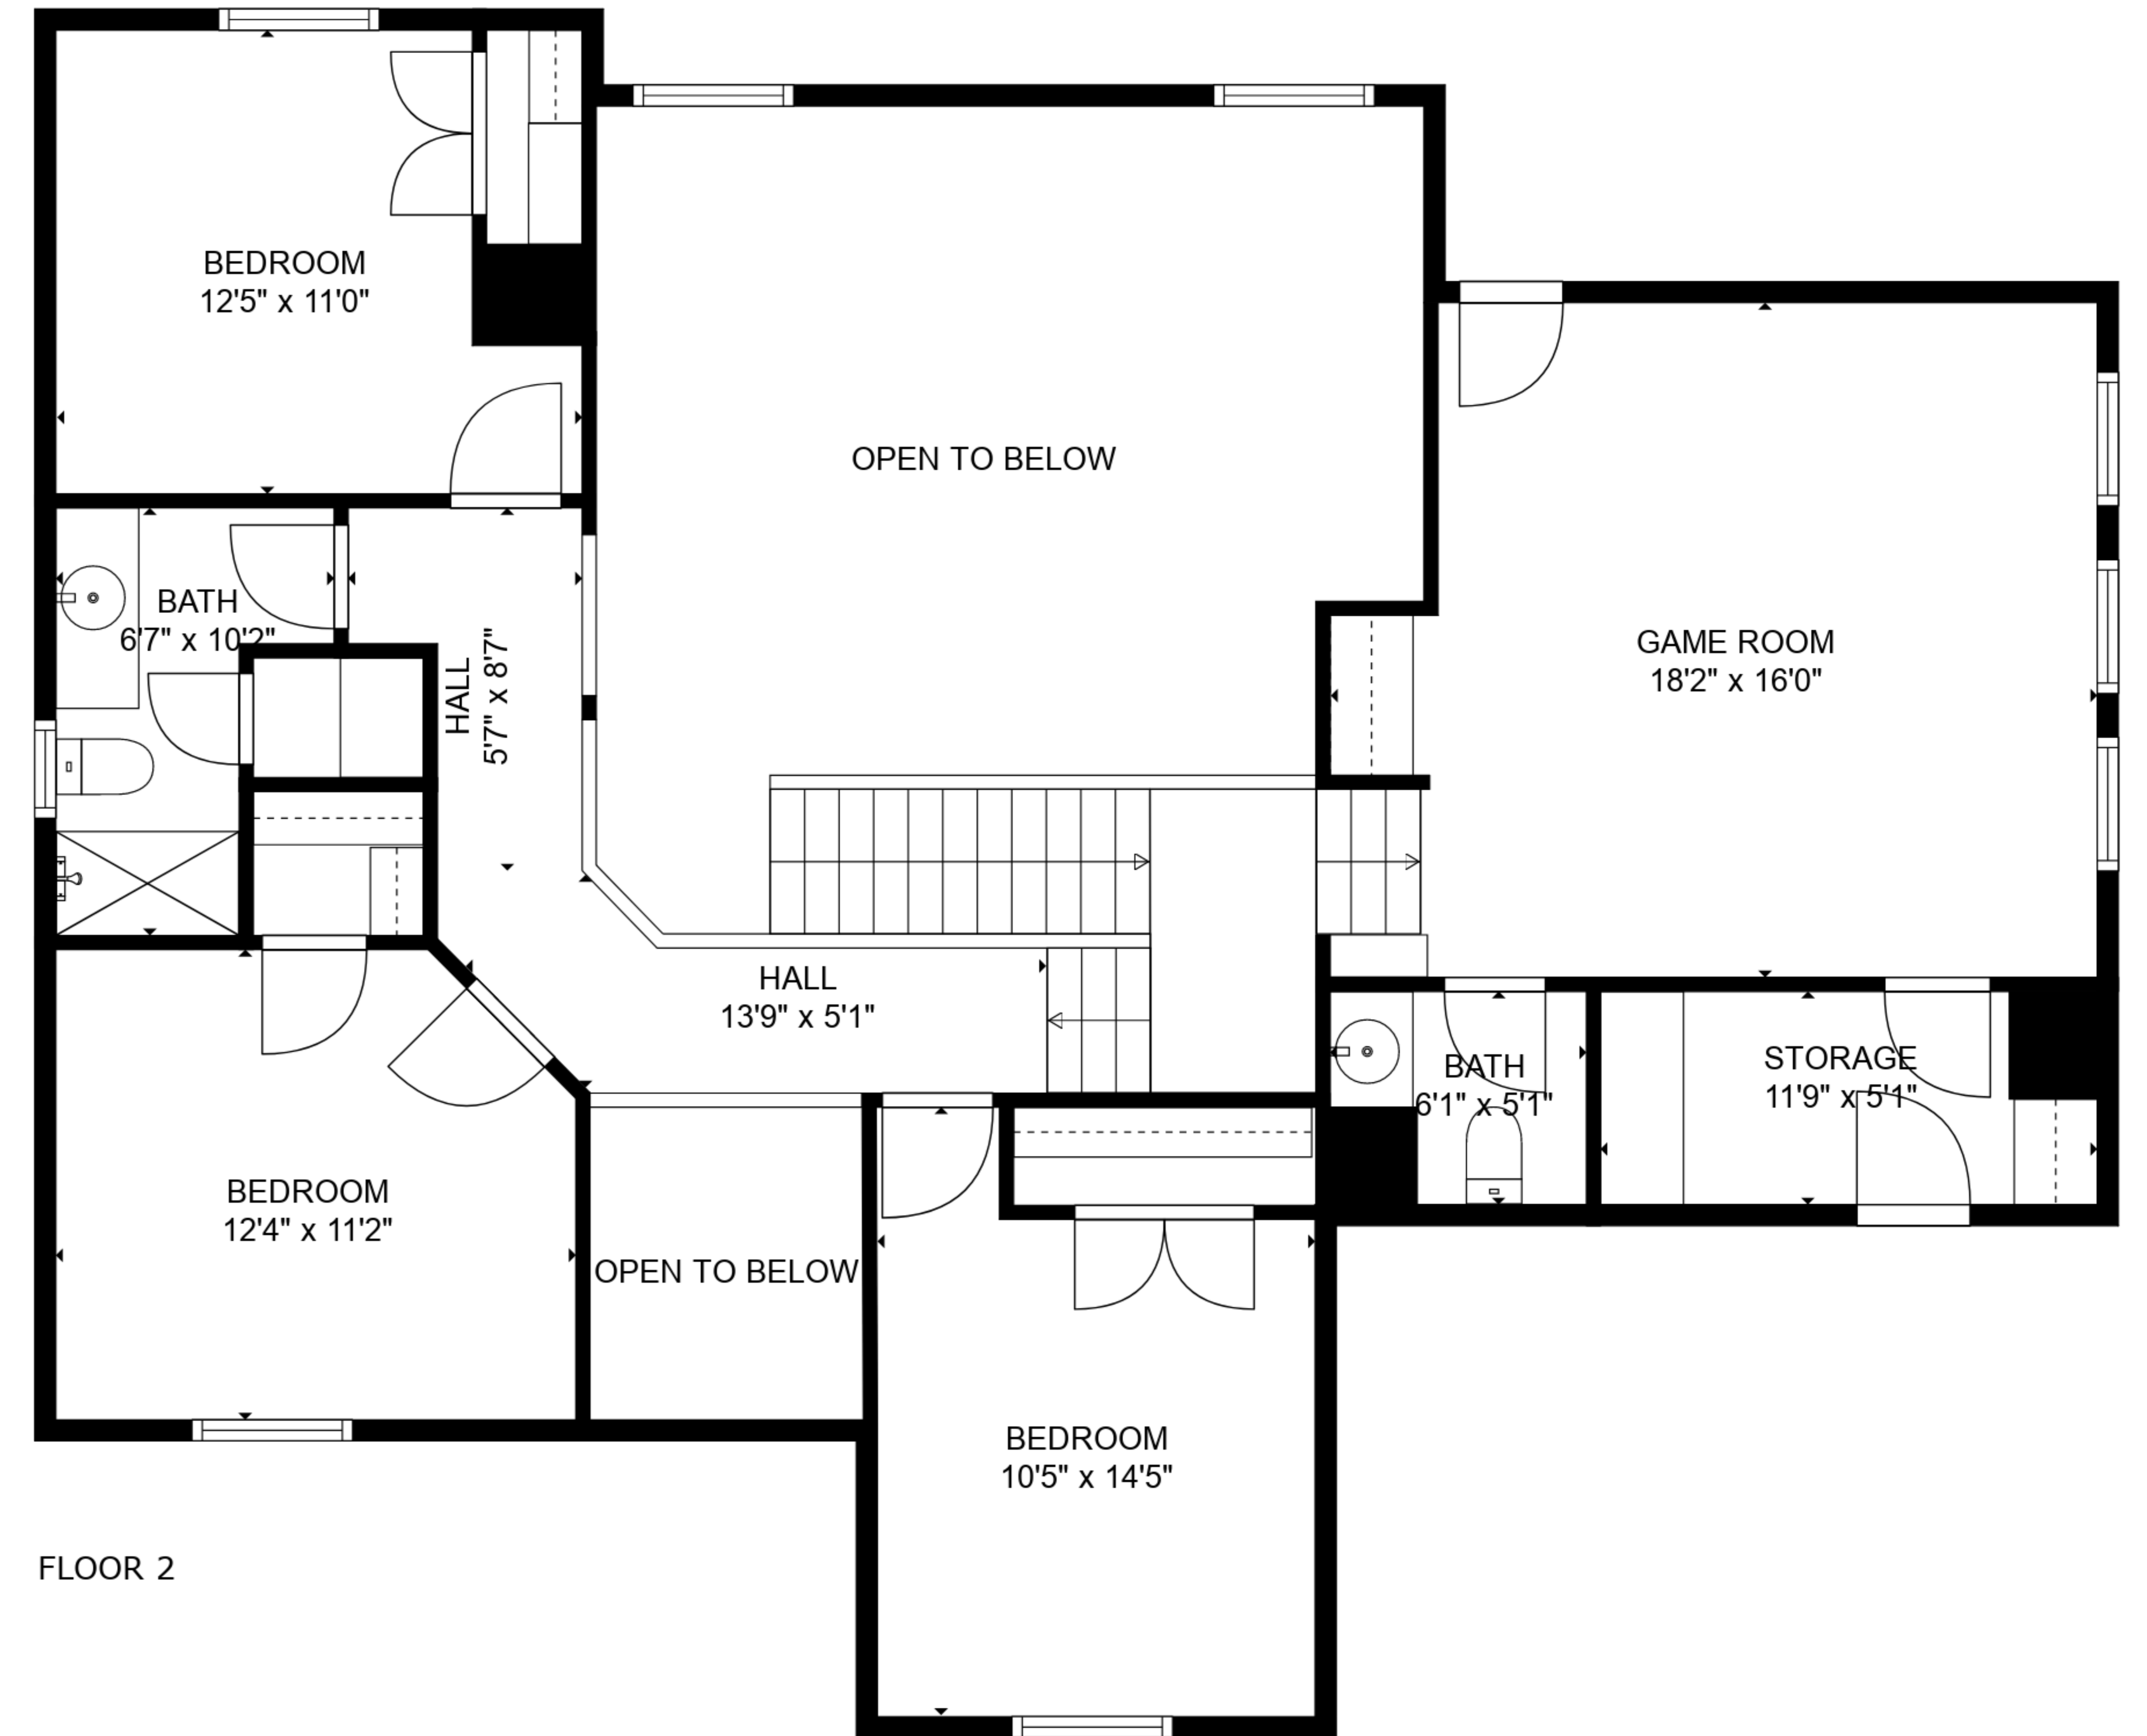 BEDROOM
12'5" x 11'0"
OPEN TO BELOW
BATH
6'7" x 10'2"
HALL
5'7" x 8'7"
GAME ROOM
18'2" x 16'0"
HALL
13'9" x 5'1"
BATH
6'1" x 5'1"
STORAGE
11'9" x 5'1"
BEDROOM
12'4" x 11'2"
OPEN TO BELOW
BEDROOM
10'5" x 14'5"
FLOOR 2